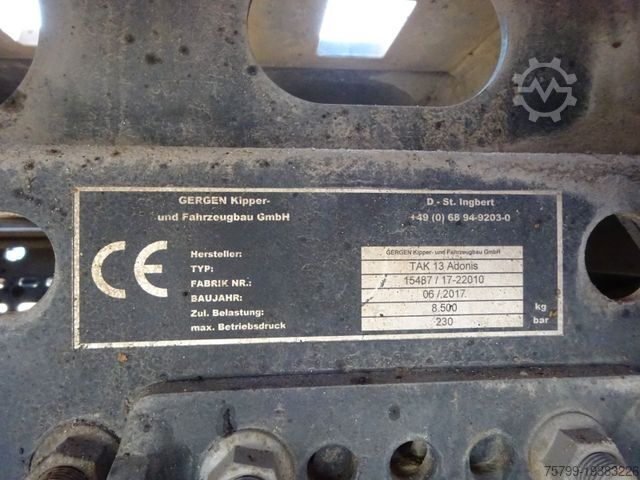 GERGEN Kipper-
und Fahrzeugbau GmbH
D - St. Ingbert
+49 (0) 68 94-9203-0
CE
Hersteller: GERGEN Kipper- und Fahrzeugbau GmbH
TYP: TAK 13 Adonis
FABRIK NR.: 15487 / 17-22010
BAUJAHR: 06 /.2017
Zul. Belastung: 8.500 kg
max. Betriebsdruck 230 bar
75799-19383226